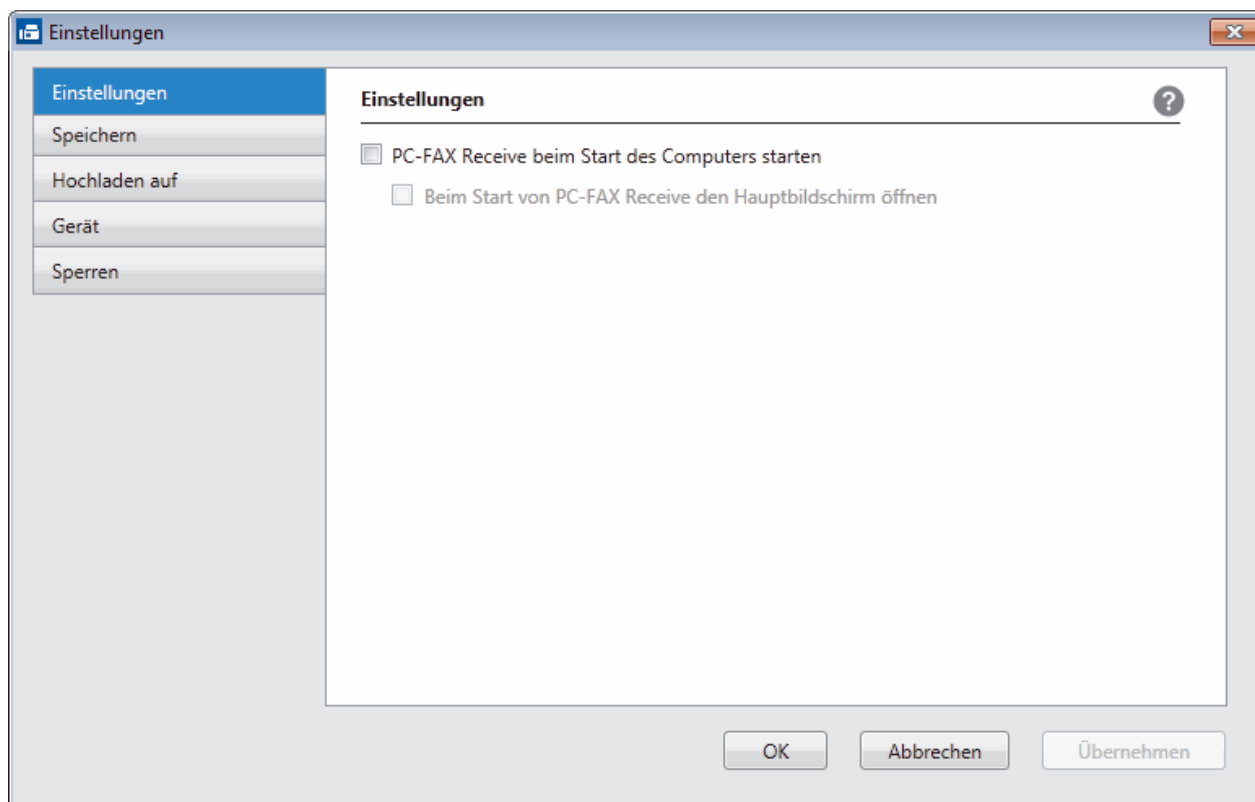 Einstellungen
Einstellungen
Speichern
Hochladen auf
Gerät
Sperren
Einstellungen
?
PC-FAX Receive beim Start des Computers starten
Beim Start von PC-FAX Receive den Hauptbildschirm öffnen
OK
Abbrechen
Übernehmen